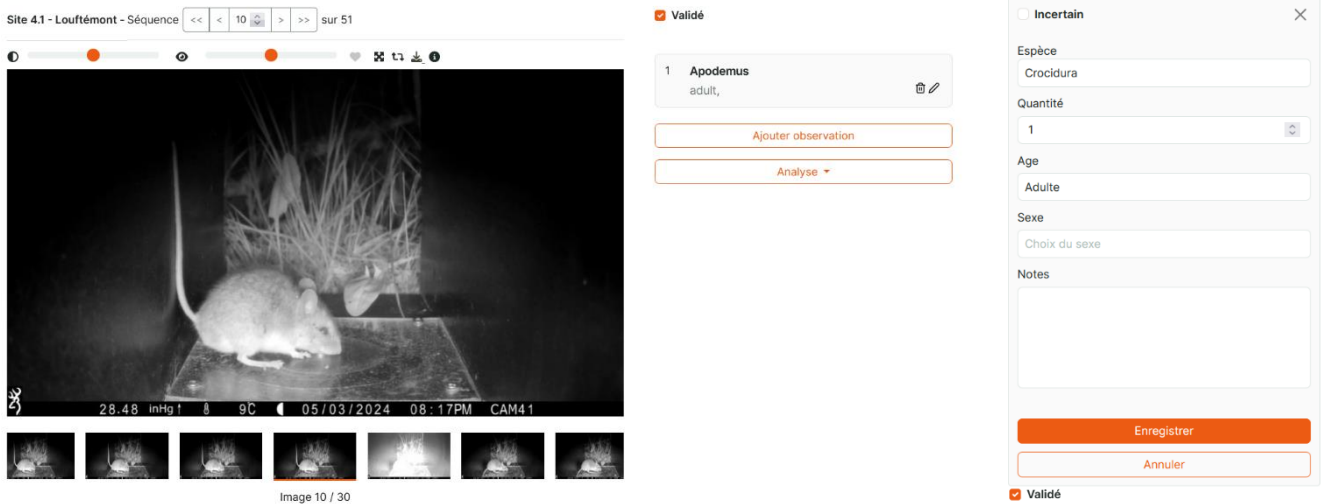 Site 4.1 - Louftémont - Séquence << < 10 > >> sur 51
28.48 inHg↑ 9C 05/03/2024 08:17PM CAM41
Image 10 / 30
Validé
1 Apodemus
adult,
Ajouter observation
Analyse
Incertain
Espèce
Crocidura
Quantité
1
Age
Adulte
Sexe
Choix du sexe
Notes
Enregistrer
Annuler
Validé